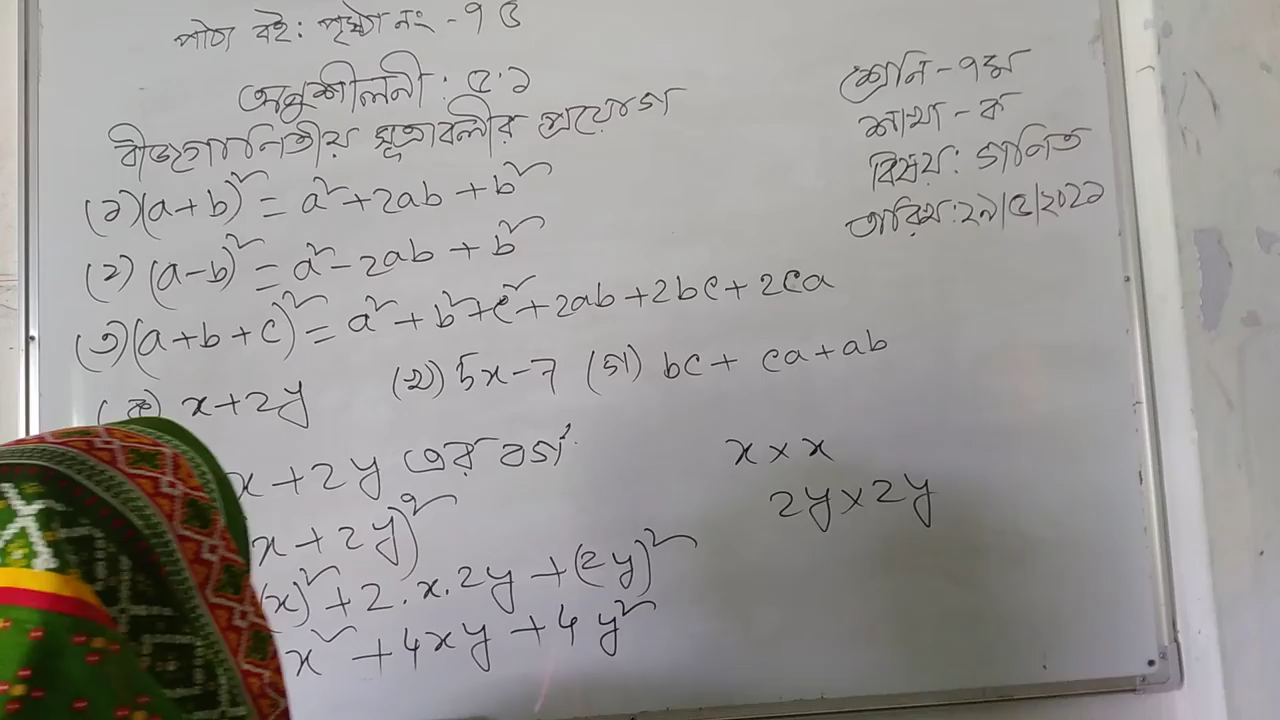 পাঠ্য বই: পৃষ্ঠা নং - ৭৫
অনুশীলনী: ৫.১
বীজগানিতীয় সূত্রাবলীর প্রয়োগ
শ্রেনি - ৭ম
শাখা - ক
বিষয়: গানিত
তারিখ: ২৯/৫/২০২১
(১) (a+b)² = a² + 2ab + b²
(২) (a-b)² = a² - 2ab + b²
(৩) (a+b+c)² = a² + b² + c² + 2ab + 2bc + 2ca
(ক) x+2y (খ) 5x-7 (গ) bc + ca + ab
x + 2y এর বর্গ
x × x
2y × 2y
x + 2y)²
(x)² + 2.x.2y + (2y)²
x² + 4xy + 4y²